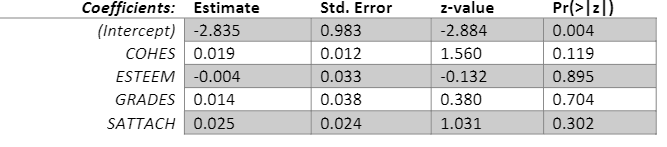 Coefficients: Estimate Std. Error z-value Pr(>|z|)
(Intercept) -2.835 0.983 -2.884 0.004
COHES 0.019 0.012 1.560 0.119
ESTEEM -0.004 0.033 -0.132 0.895
GRADES 0.014 0.038 0.380 0.704
SATTACH 0.025 0.024 1.031 0.302